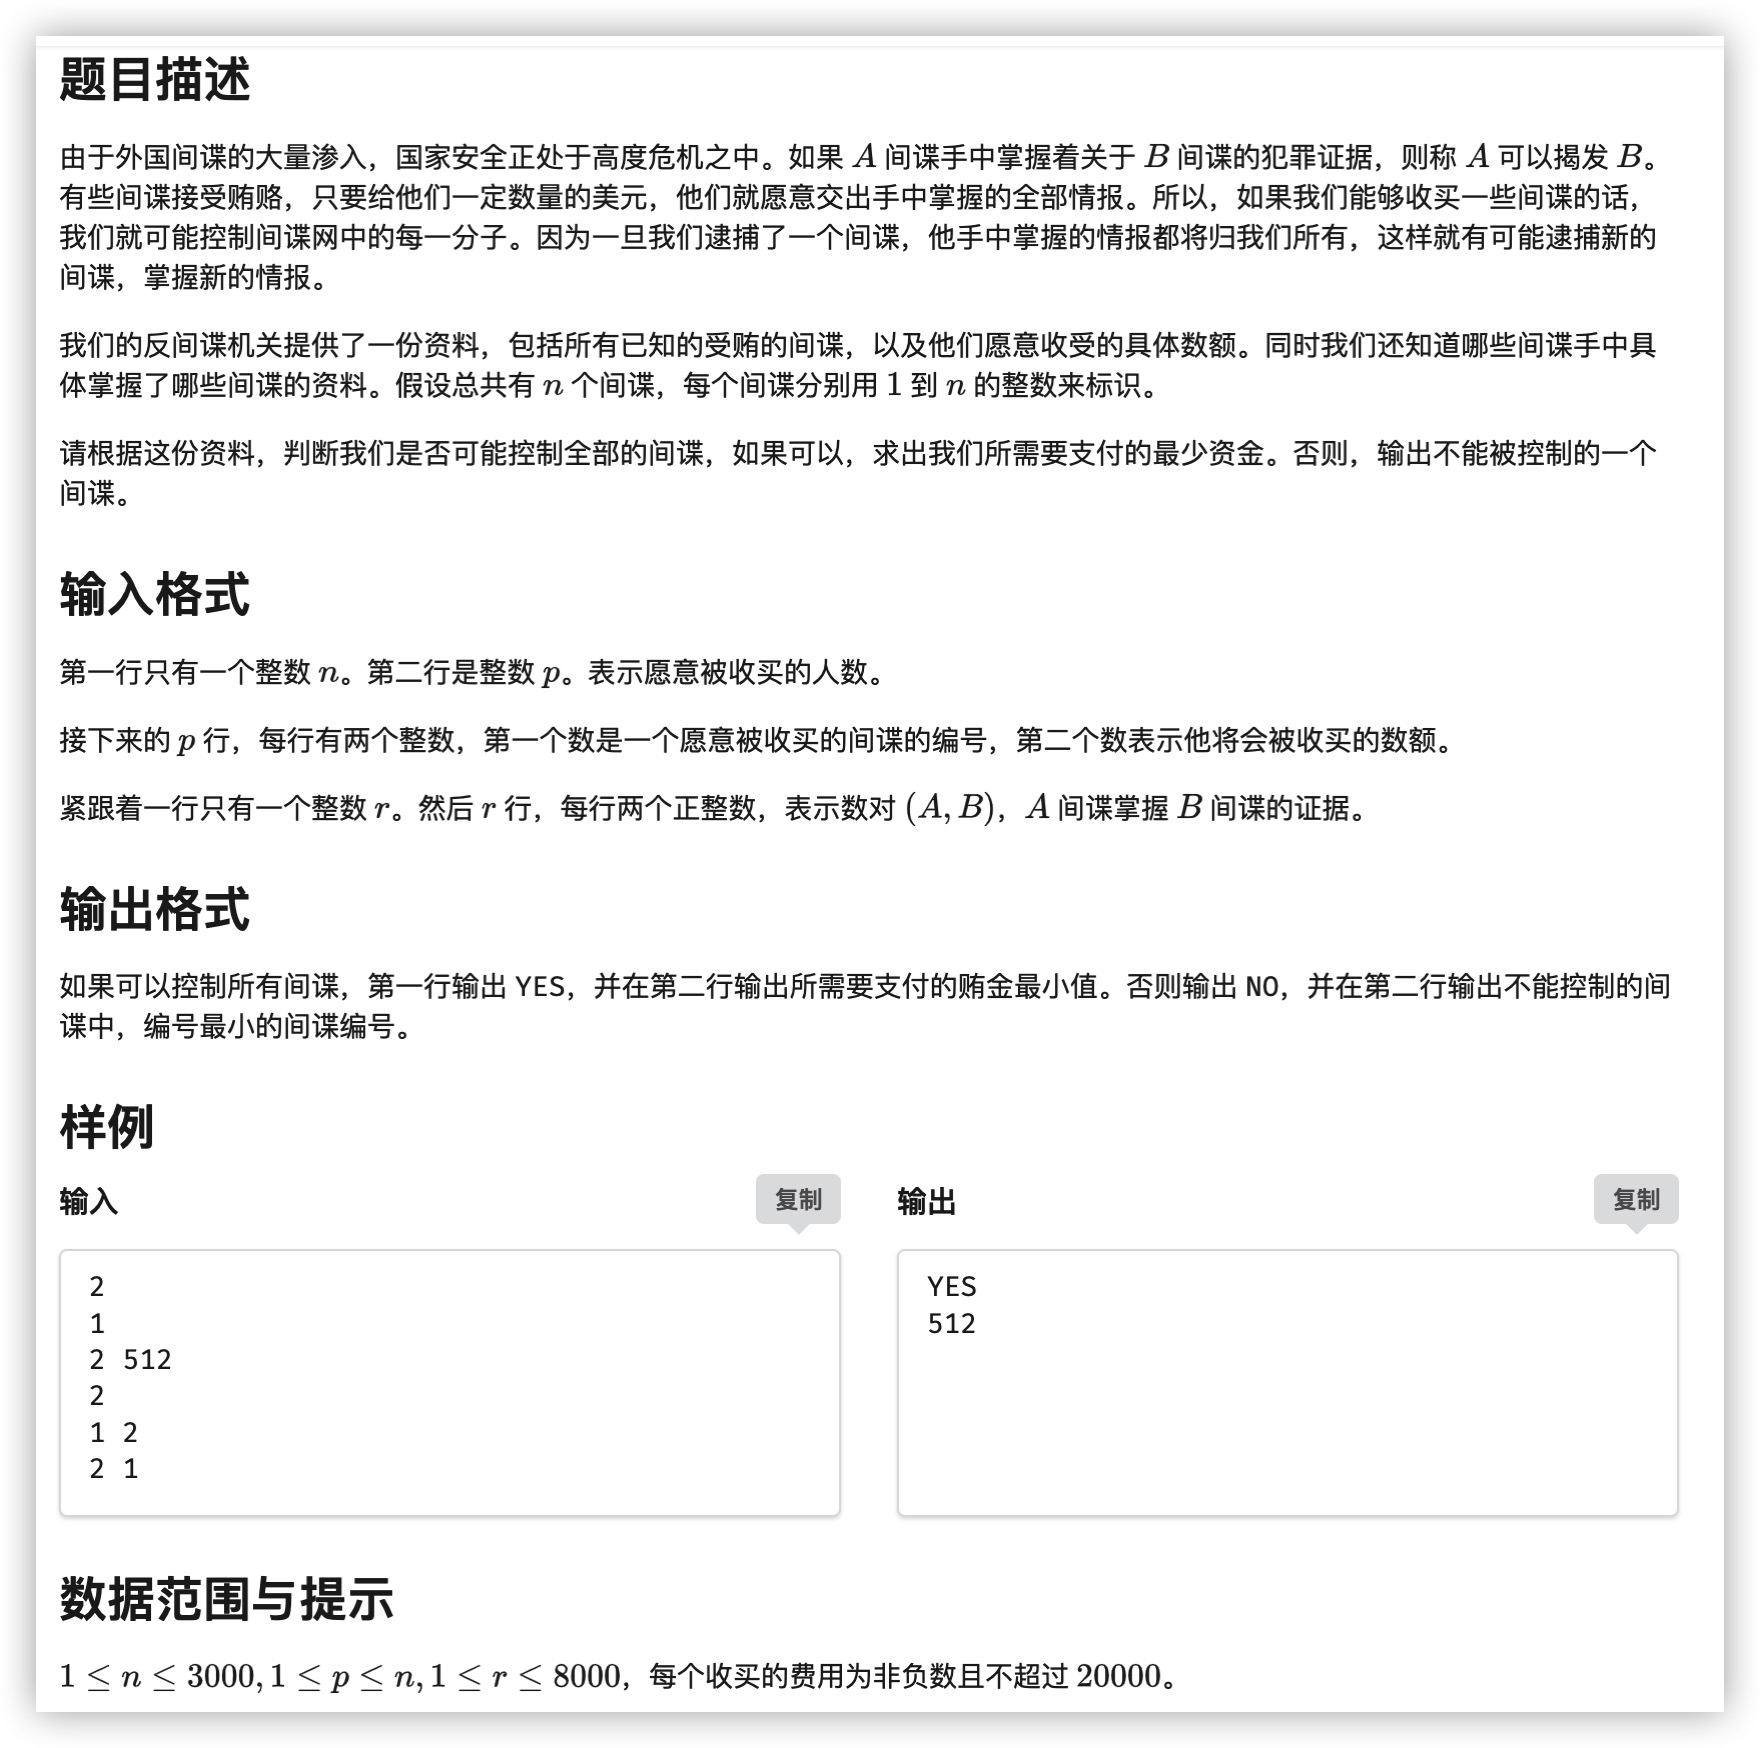 题目描述
由于外国间谍的大量渗入，国家安全正处于高度危机之中。如果 A 间谍手中掌握着关于 B 间谍的犯罪证据，则称 A 可以揭发 B。
有些间谍接受贿赂，只要给他们一定数量的美元，他们就愿意交出手中掌握的全部情报。所以，如果我们能够收买一些间谍的话，
我们就可能控制间谍网中的每一分子。因为一旦我们逮捕了一个间谍，他手中掌握的情报都将归我们所有，这样就有可能逮捕新的
间谍，掌握新的情报。
我们的反间谍机关提供了一份资料，包括所有已知的受贿的间谍，以及他们愿意收受的具体数额。同时我们还知道哪些间谍手中具
体掌握了哪些间谍的资料。假设总共有 n 个间谍，每个间谍分别用 1 到 n 的整数来标识。
请根据这份资料，判断我们是否可能控制全部的间谍，如果可以，求出我们所需要支付的最少资金。否则，输出不能被控制的一个
间谍。
输入格式
第一行只有一个整数 n。第二行是整数 p。表示愿意被收买的人数。
接下来的 p 行，每行有两个整数，第一个数是一个愿意被收买的间谍的编号，第二个数表示他将会被收买的数额。
紧跟着一行只有一个整数 r。然后 r 行，每行两个正整数，表示数对 (A, B)，A 间谍掌握 B 间谍的证据。
输出格式
如果可以控制所有间谍，第一行输出 YES，并在第二行输出所需要支付的贿金最小值。否则输出 NO，并在第二行输出不能控制的间
谍中，编号最小的间谍编号。
样例
输入 复制 输出 复制
2
1
2 512
2
1 2
2 1
YES
512
数据范围与提示
1 ≤ n ≤ 3000, 1 ≤ p ≤ n, 1 ≤ r ≤ 8000，每个收买的费用为非负数且不超过 20000。